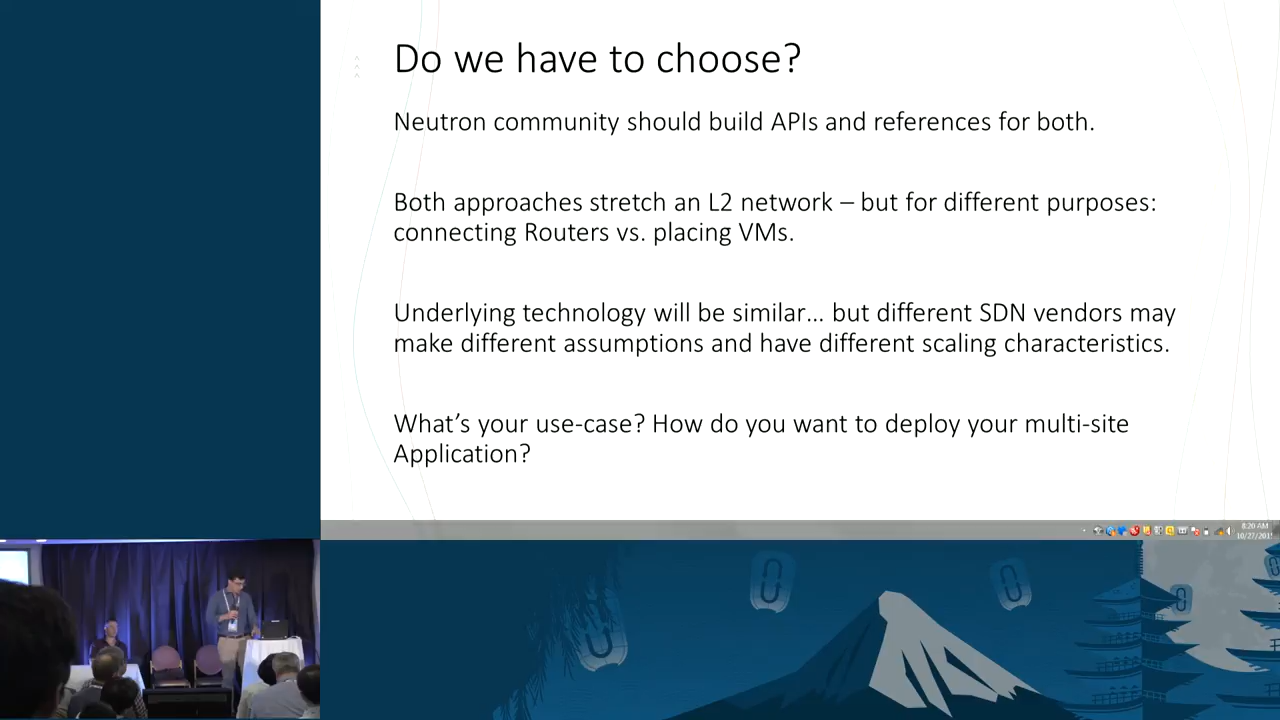 Do we have to choose?
Neutron community should build APIs and references for both.
Both approaches stretch an L2 network – but for different purposes:
connecting Routers vs. placing VMs.
Underlying technology will be similar... but different SDN vendors may
make different assumptions and have different scaling characteristics.
What's your use-case? How do you want to deploy your multi-site
Application?
8:20 AM